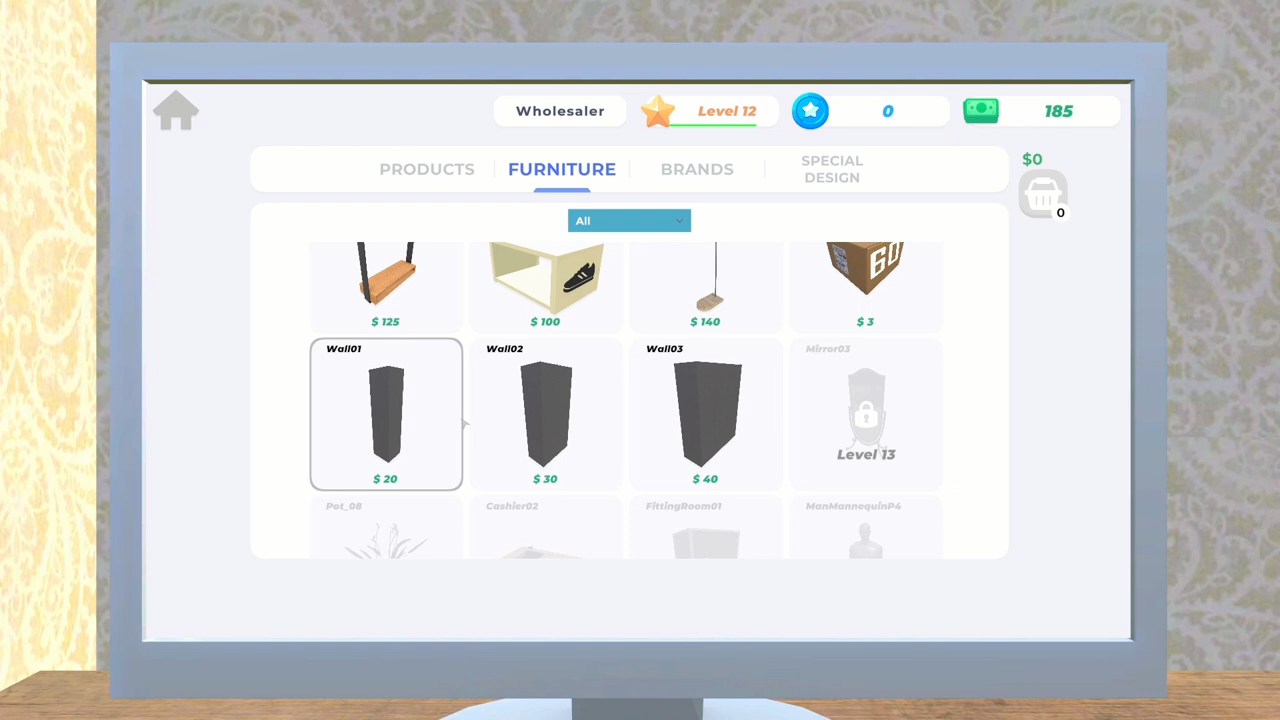 Wholesaler
Level 12
0
185
PRODUCTS
FURNITURE
BRANDS
SPECIAL
DESIGN
$0
0
All
60
$ 125
$ 100
$ 140
$ 3
Wall01
Wall02
Wall03
Mirror03
Level 13
$ 20
$ 30
$ 40
Pot_08
Cashier02
FittingRoom01
ManMannequinP4